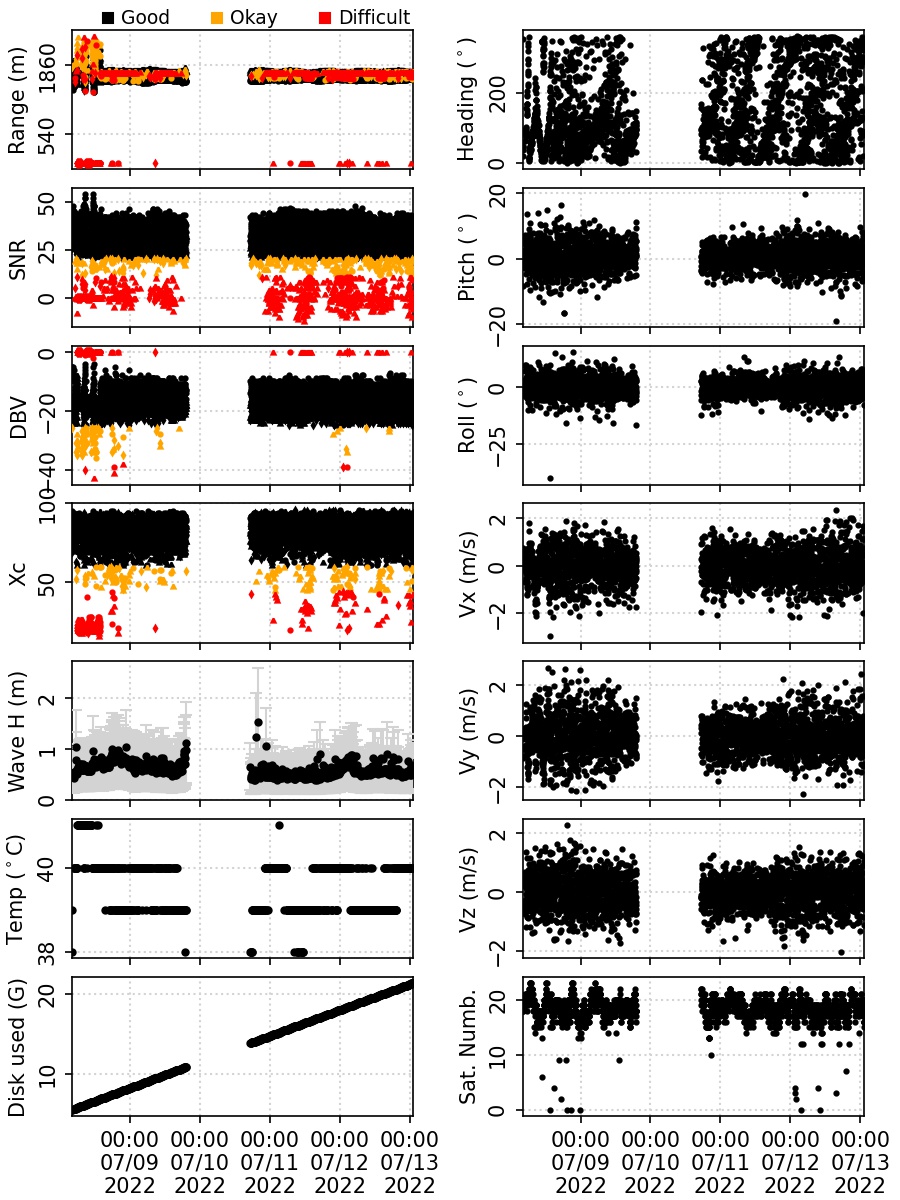 Good Okay Difficult
Range (m)
1860
540
Heading (°)
200
0
SNR
50
25
0
Pitch (°)
20
0
−20
DBV
0
−20
−40
Roll (°)
0
−25
Xc
100
50
Vx (m/s)
2
0
−2
Wave H (m)
2
1
0
Vy (m/s)
2
0
−2
Temp (°C)
40
38
Vz (m/s)
2
0
−2
Disk used (G)
20
10
Sat. Numb.
20
10
0
00:00 00:00 00:00 00:00 00:00
07/09 07/10 07/11 07/12 07/13
2022 2022 2022 2022 2022
00:00 00:00 00:00 00:00 00:00
07/09 07/10 07/11 07/12 07/13
2022 2022 2022 2022 2022